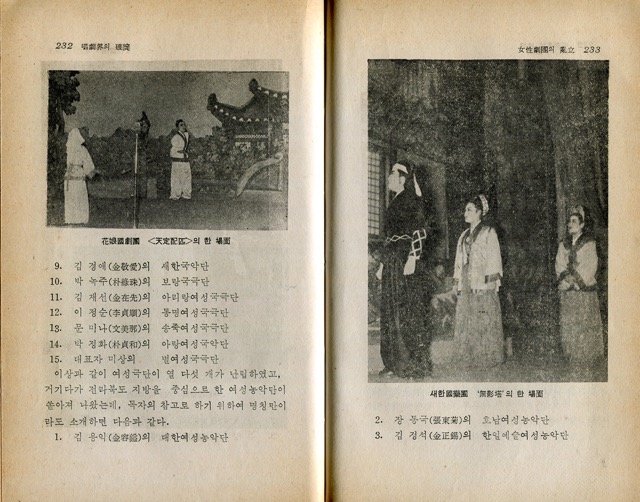 232 唱劇界의
花娘國劇團 <天定配匹>의 한 場面
9. 김 경애(金敬愛)의 새한국악단
10. 박 녹주(朴綠珠)의 보랑국극단
11. 김 재선(金在先)의 아리랑여성국극단
12. 이 정순(李貞順)의 동명여성국극단
13. 문 미나(文美那)의 송죽여성국극단
14. 박 정화(朴貞和)의 아랑여성국악단
15. 대표자 미상의 별여성국극단
이상과 같이 여성국극단이 열 다섯 개가 난립하였고,
거기다가 전라북도 지방을 중심으로 한 여성농악단이
쏟아져 나왔는데, 독자의 참고로 하기 위하여 명칭만이
라도 소개하면 다음과 같다.
1. 김 용익(金容鎰)의 대한여성농악단
女性劇團의 亂立 233
새한國樂團 「無影塔」의 한 場面
2. 장 동국(張東菊)의 호남여성농악단
3. 김 정석(金正錫)의 한일예술여성농악단